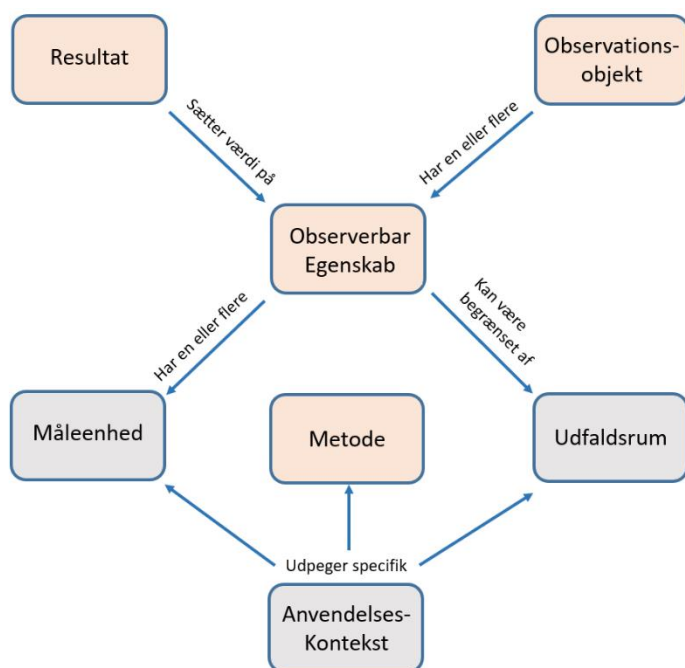 Resultat
Observations-
objekt
Sætter værdi på
Har en eller flere
Observerbar
Egenskab
Har en eller flere
Kan være
begrænset af
Måleenhed
Metode
Udfaldsrum
Udpeger specifik
Anvendelses-
Kontekst